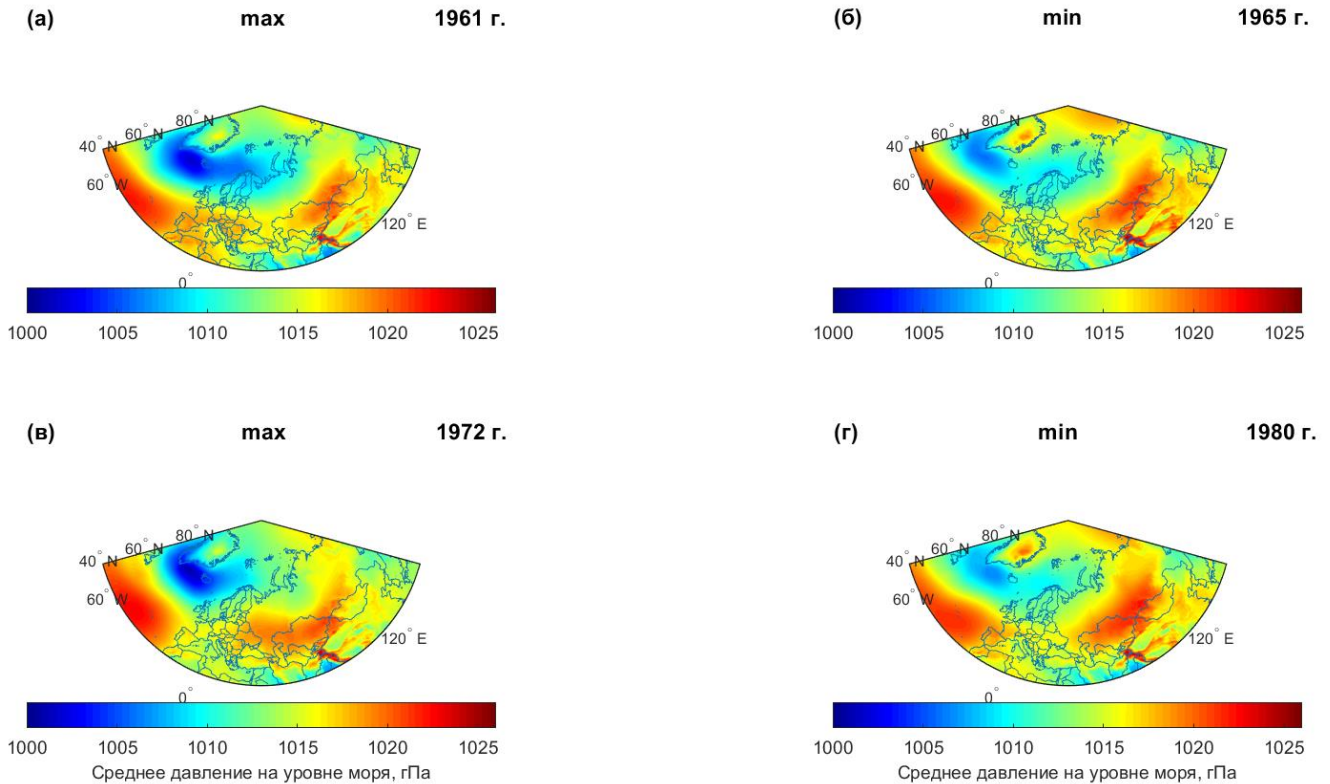 (а) max 1961 г.
(б) min 1965 г.
80° N
60° N
40° N
60° W
120° E
0°
80° N
60° N
40° N
60° W
120° E
0°
1000 1005 1010 1015 1020 1025
1000 1005 1010 1015 1020 1025
(в) max 1972 г.
(г) min 1980 г.
80° N
60° N
40° N
60° W
120° E
0°
80° N
60° N
40° N
60° W
120° E
0°
1000 1005 1010 1015 1020 1025
Среднее давление на уровне моря, гПа
1000 1005 1010 1015 1020 1025
Среднее давление на уровне моря, гПа